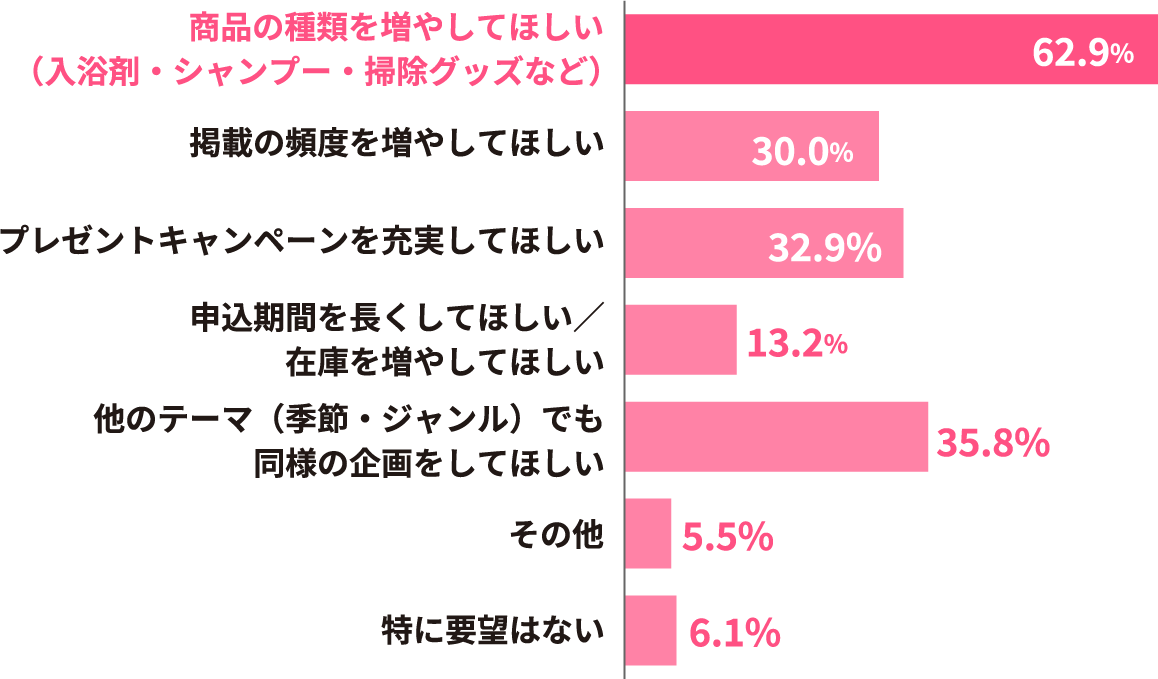 商品の種類を増やしてほしい
（入浴剤・シャンプー・掃除グッズなど）
62.9%
掲載の頻度を増やしてほしい
30.0%
プレゼントキャンペーンを充実してほしい
32.9%
申込期間を長くしてほしい／
在庫を増やしてほしい
13.2%
他のテーマ（季節・ジャンル）でも
同様の企画をしてほしい
35.8%
その他
5.5%
特に要望はない
6.1%